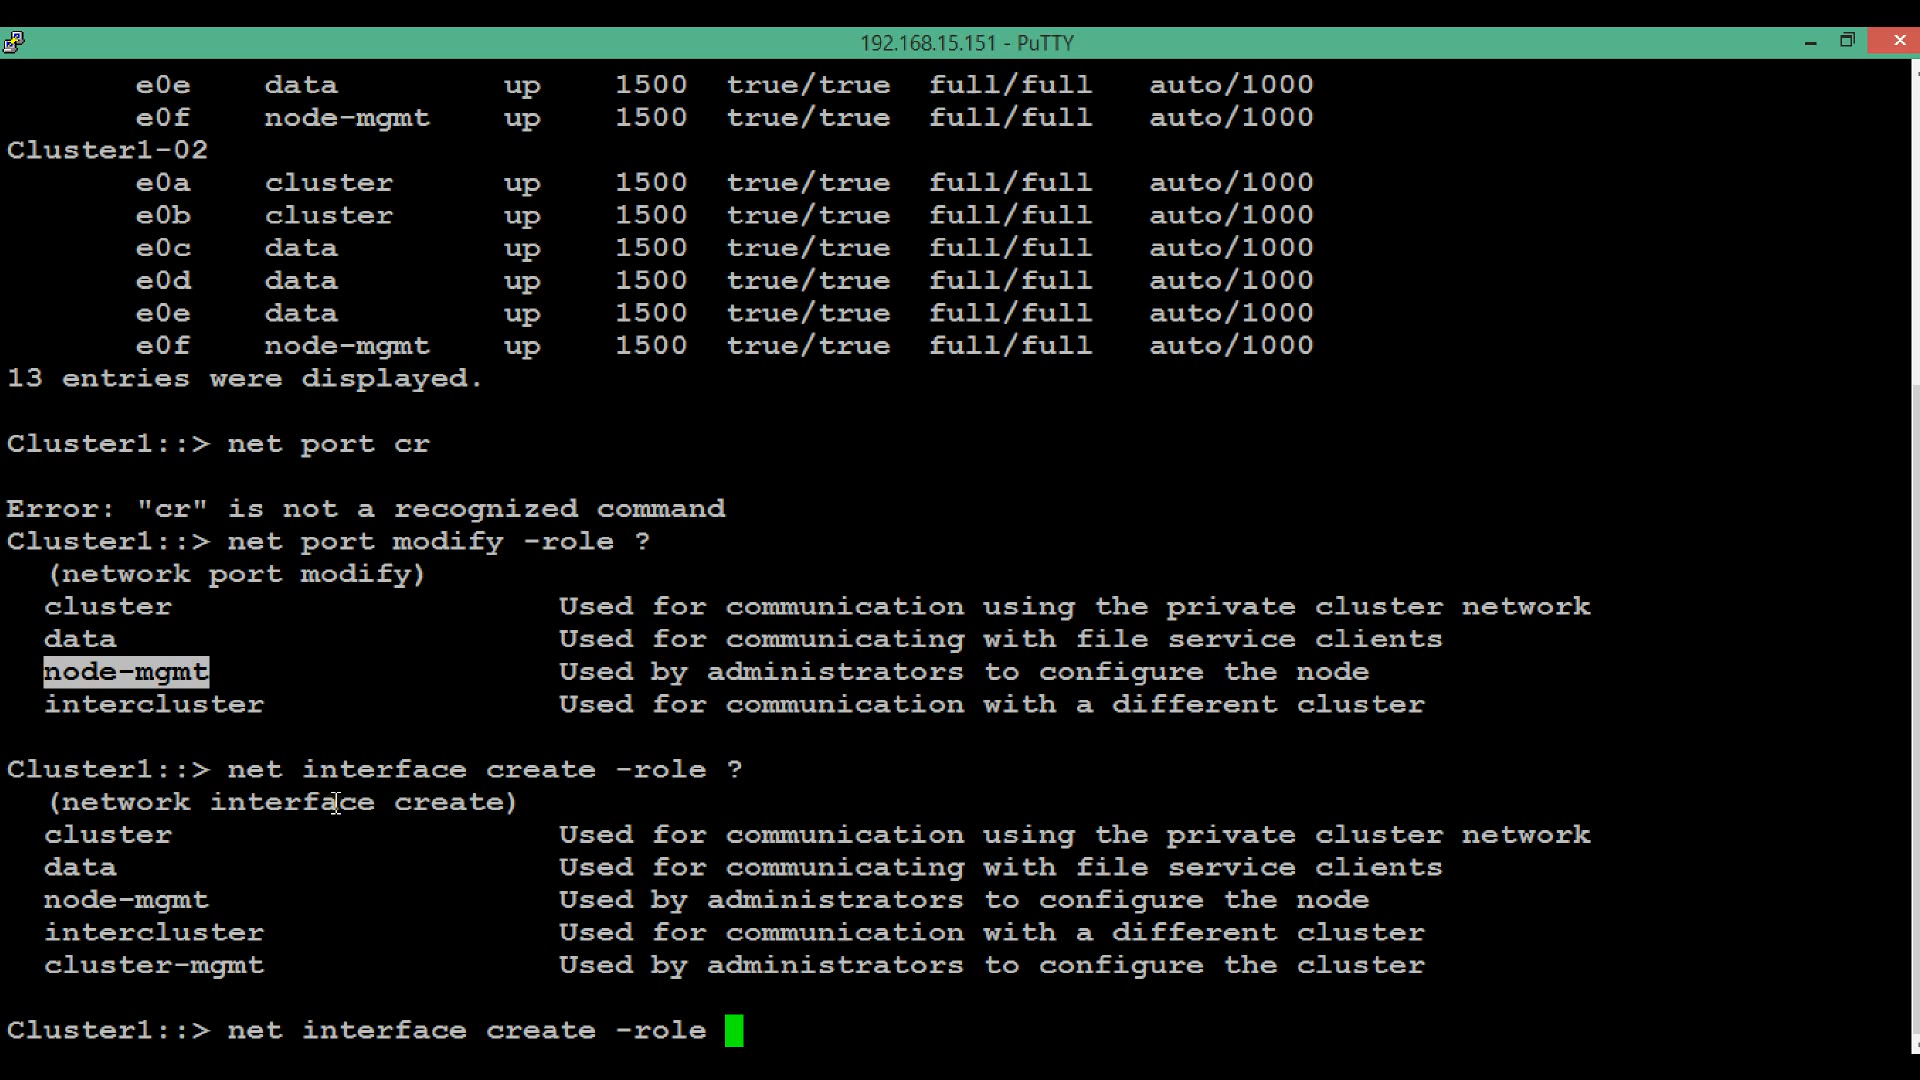 192.168.15.151 - PuTTY
e0e data up 1500 true/true full/full auto/1000
e0f node-mgmt up 1500 true/true full/full auto/1000
Cluster1-02
e0a cluster up 1500 true/true full/full auto/1000
e0b cluster up 1500 true/true full/full auto/1000
e0c data up 1500 true/true full/full auto/1000
e0d data up 1500 true/true full/full auto/1000
e0e data up 1500 true/true full/full auto/1000
e0f node-mgmt up 1500 true/true full/full auto/1000
13 entries were displayed.
Cluster1::> net port cr
Error: "cr" is not a recognized command
Cluster1::> net port modify -role ?
(network port modify)
cluster Used for communication using the private cluster network
data Used for communicating with file service clients
node-mgmt Used by administrators to configure the node
intercluster Used for communication with a different cluster
Cluster1::> net interface create -role ?
(network interface create)
cluster Used for communication using the private cluster network
data Used for communicating with file service clients
node-mgmt Used by administrators to configure the node
intercluster Used for communication with a different cluster
cluster-mgmt Used by administrators to configure the cluster
Cluster1::> net interface create -role